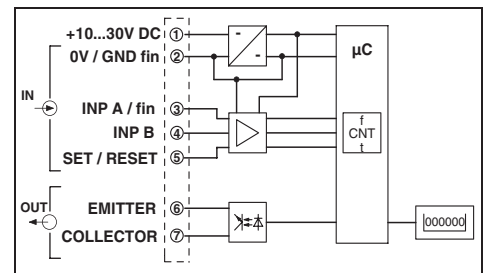 +10...30V DC ①
0V / GND fin ②
IN
INP A / fin ③
INP B ④
SET / RESET ⑤
OUT
EMITTER ⑥
COLLECTOR ⑦
- -
µC
f
CNT
t
000000